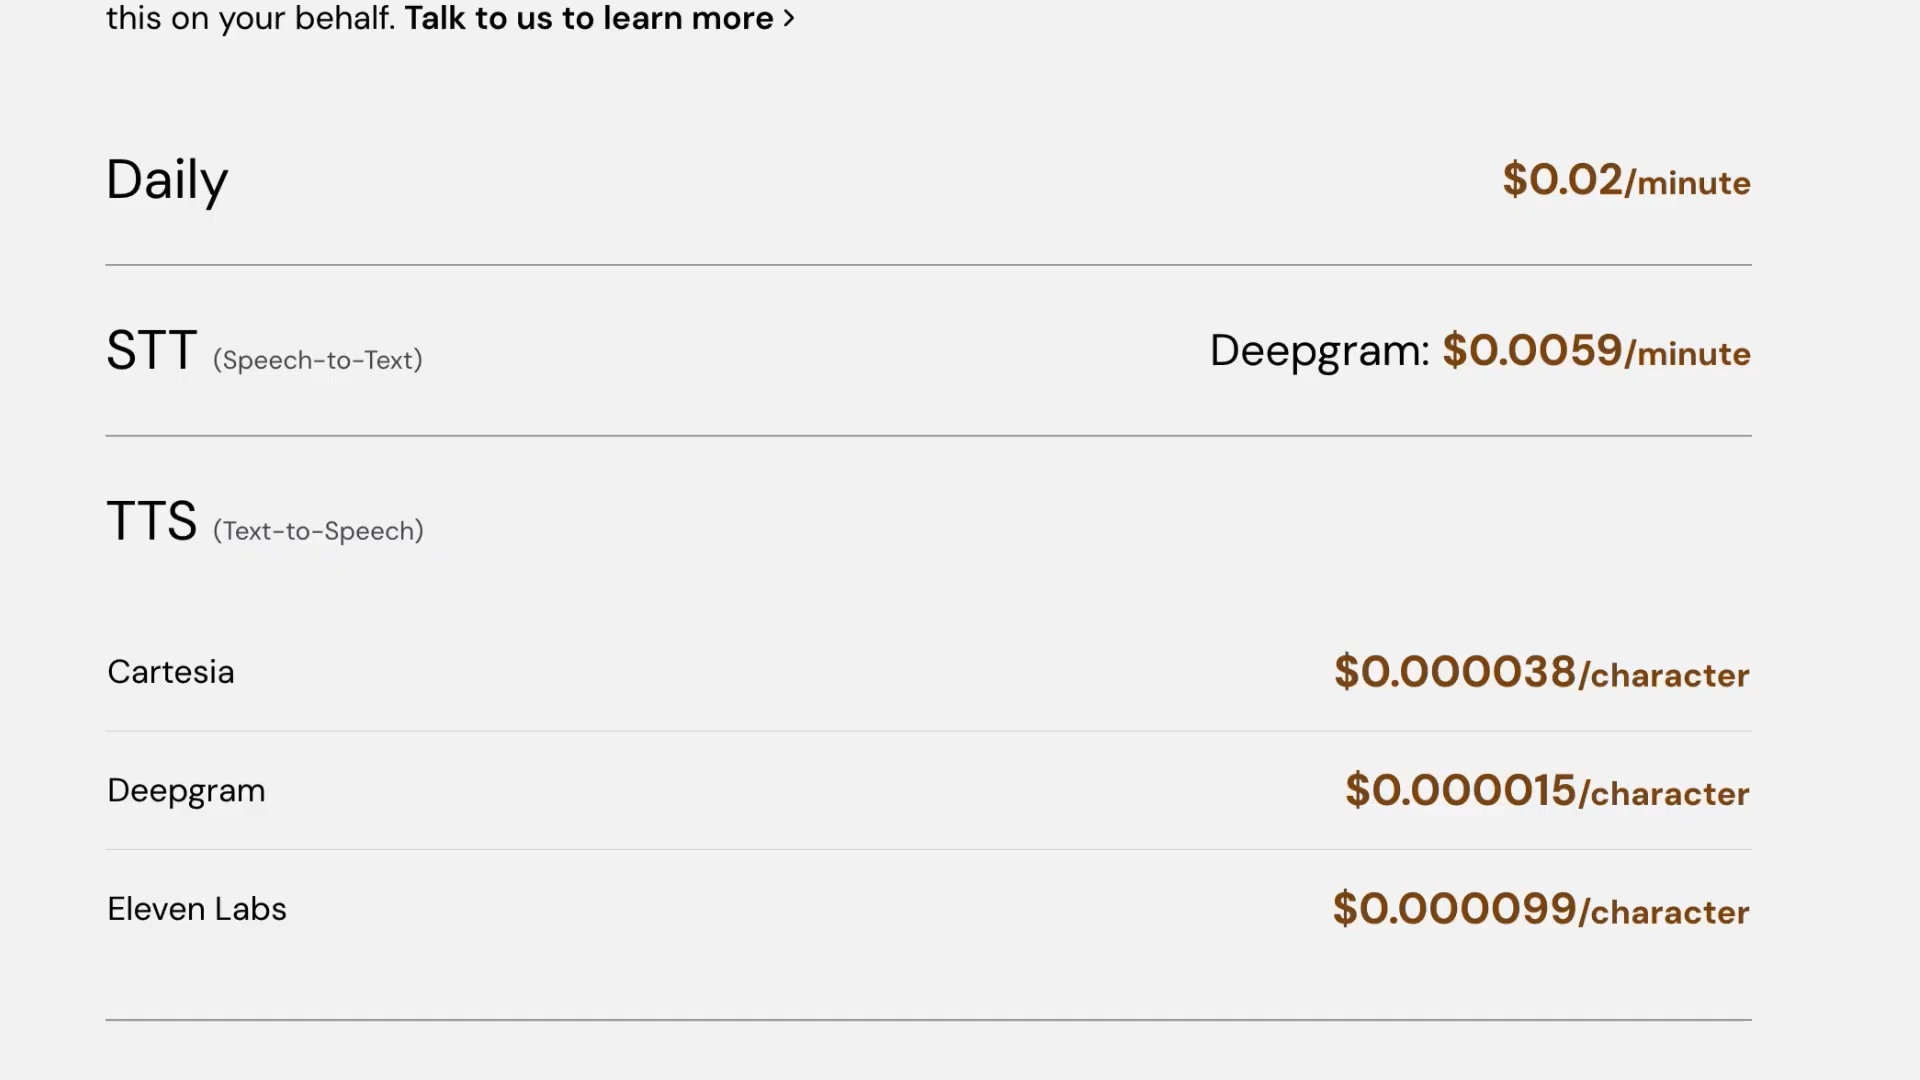 this on your behalf. Talk to us to learn more >
Daily $0.02/minute
STT (Speech-to-Text) Deepgram: $0.0059/minute
TTS (Text-to-Speech)
Cartesia $0.000038/character
Deepgram $0.000015/character
Eleven Labs $0.000099/character